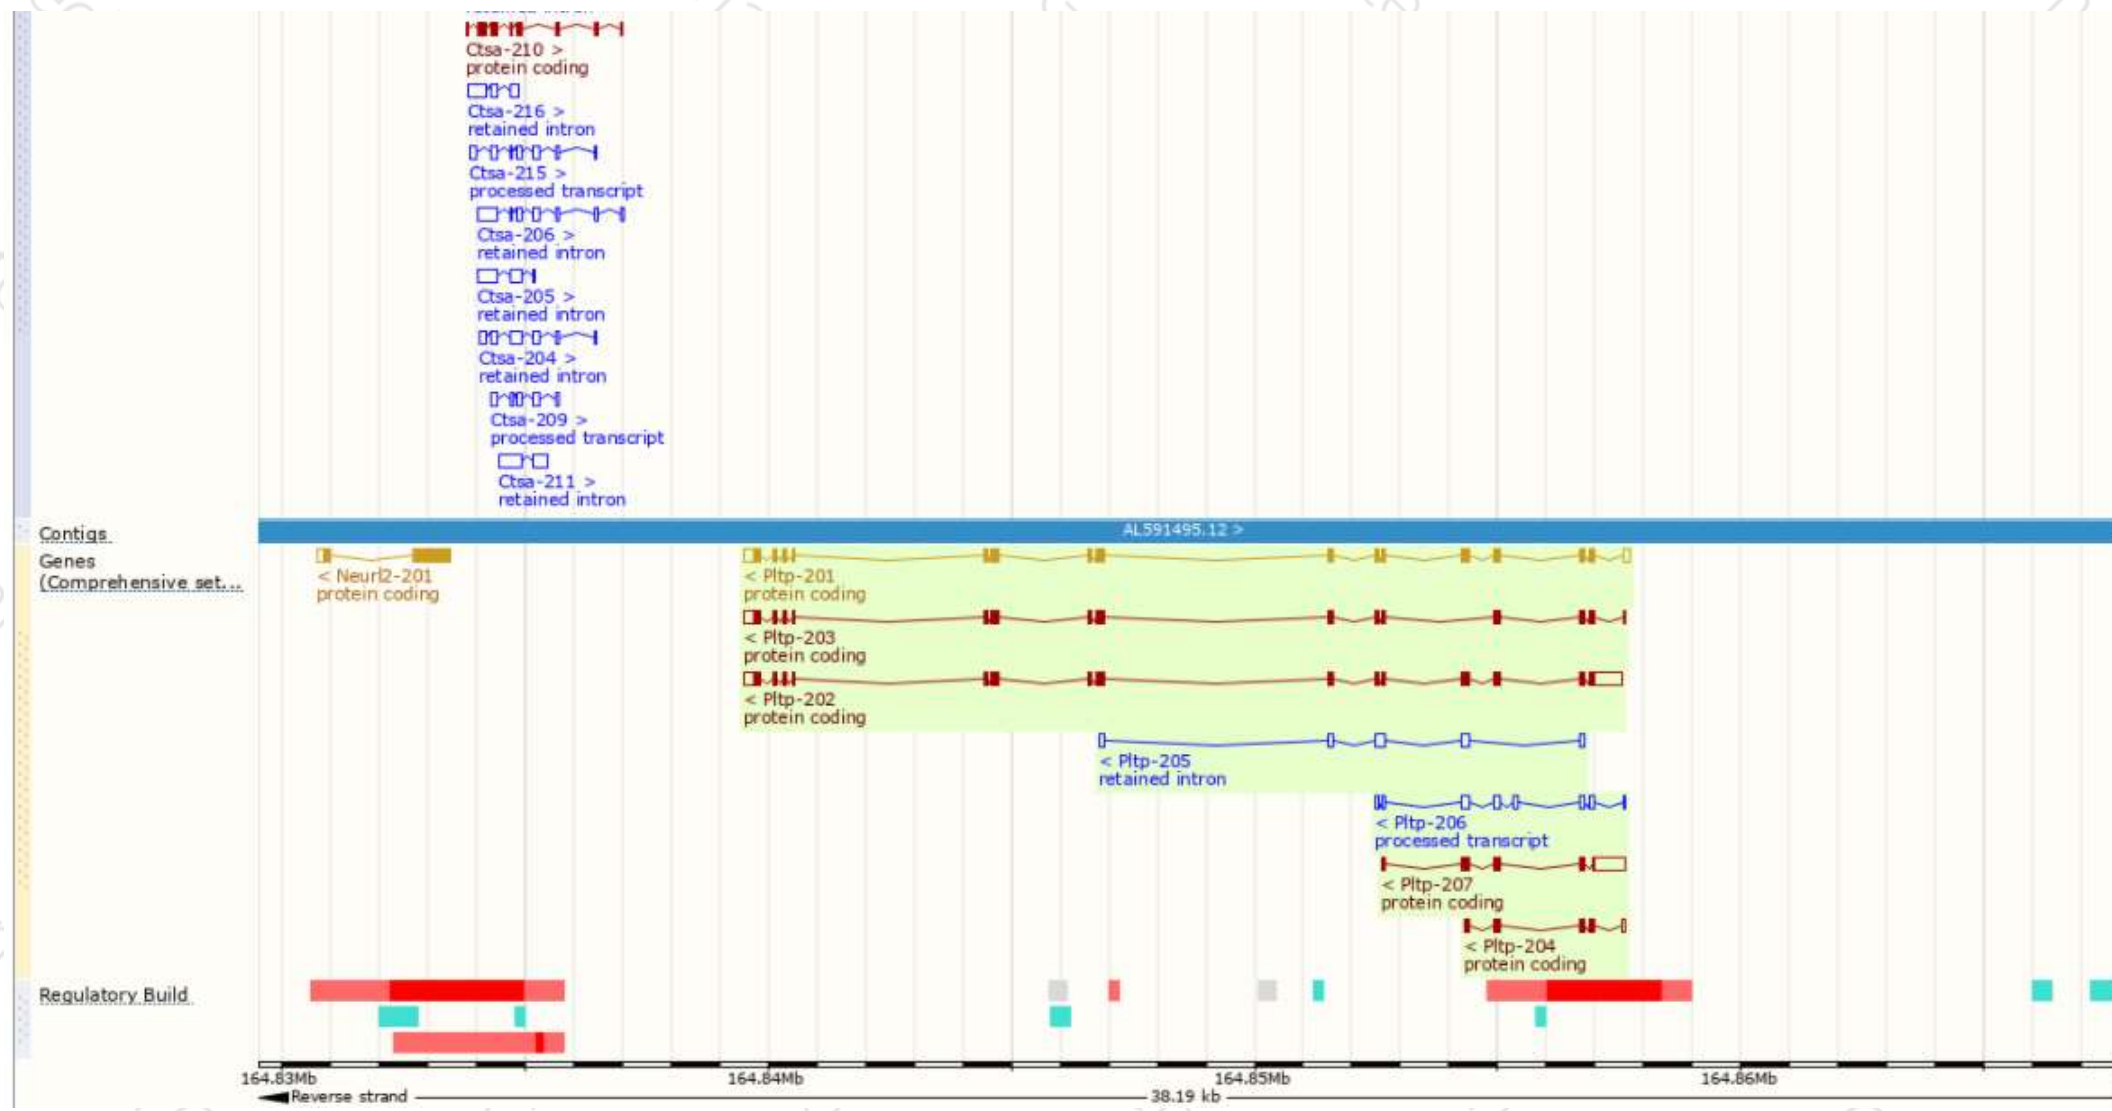 Ctsa-210 >
protein coding
Ctsa-216 >
retained intron
Ctsa-215 >
processed transcript
Ctsa-206 >
retained intron
Ctsa-205 >
retained intron
Ctsa-204 >
retained intron
Ctsa-209 >
processed transcript
Ctsa-211 >
retained intron
Contigs
AL591495.12 >
Genes
(Comprehensive set...
< Neurl2-201
protein coding
< Pltp-201
protein coding
< Pltp-203
protein coding
< Pltp-202
protein coding
< Pltp-205
retained intron
< Pltp-206
processed transcript
< Pltp-207
protein coding
< Pltp-204
protein coding
Regulatory Build
164.83Mb 164.84Mb 164.85Mb 164.86Mb
Reverse strand 38.19 kb